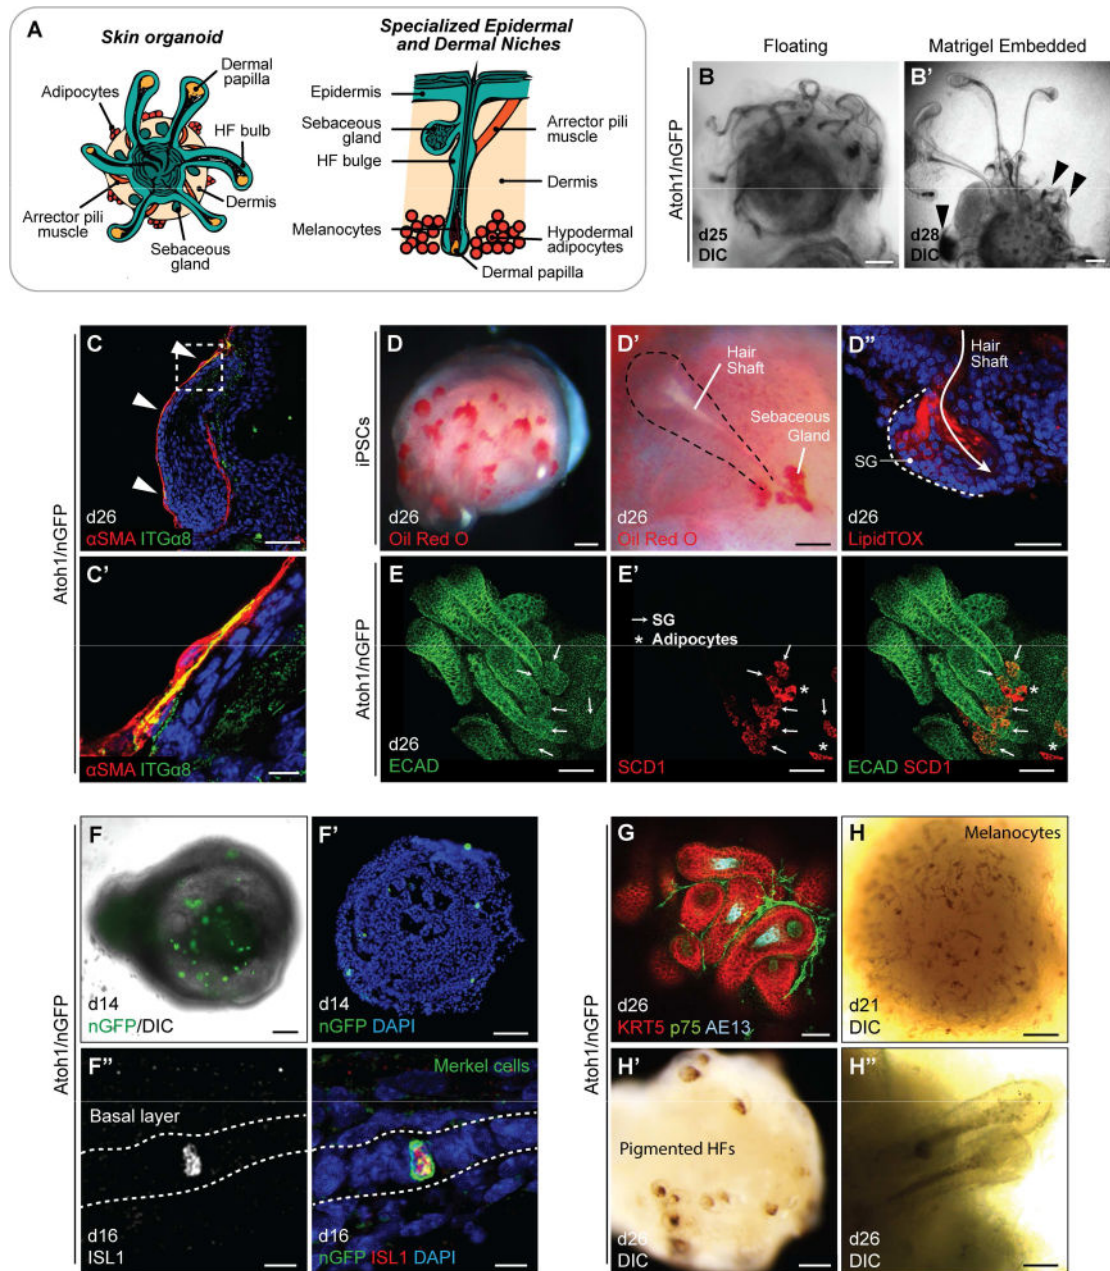 A
Skin organoid
Dermal
papilla
Adipocytes
HF bulb
Dermis
Arrector pili
muscle
Sebaceous
gland
Specialized Epidermal
and Dermal Niches
Epidermis
Sebaceous
gland
HF bulge
Arrector pili
muscle
Dermis
Melanocytes
Hypodermal
adipocytes
Dermal papilla
Floating
Matrigel Embedded
Atoh1/nGFP
B
d25
DIC
B'
d28
DIC
Atoh1/nGFP
C
d26
αSMA ITGα8
C'
αSMA ITGα8
iPSCs
D
d26
Oil Red O
D'
Hair
Shaft
Sebaceous
Gland
d26
Oil Red O
D"
Hair
Shaft
SG
d26
LipidTOX
Atoh1/nGFP
E
d26
ECAD
E'
→ SG
* Adipocytes
*
*
SCD1
E"
*
*
ECAD SCD1
Atoh1/nGFP
F
d14
nGFP/DIC
F'
d14
nGFP DAPI
F"
Basal layer
d16
ISL1
Merkel cells
d16
nGFP ISL1 DAPI
Atoh1/nGFP
G
d26
KRT5 p75 AE13
H
Melanocytes
d21
DIC
H'
Pigmented HFs
d26
DIC
H"
d26
DIC